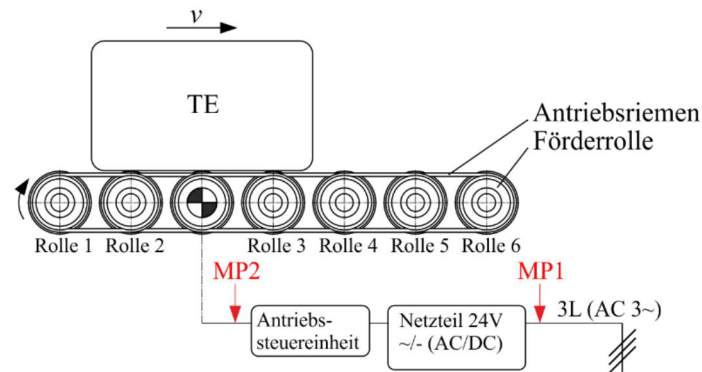 v
TE
Antriebsriemen
Förderrolle
Rolle 1 Rolle 2 Rolle 3 Rolle 4 Rolle 5 Rolle 6
MP2 MP1
3L (AC 3~)
Antriebs-
steuereinheit
Netzteil 24V
~/- (AC/DC)